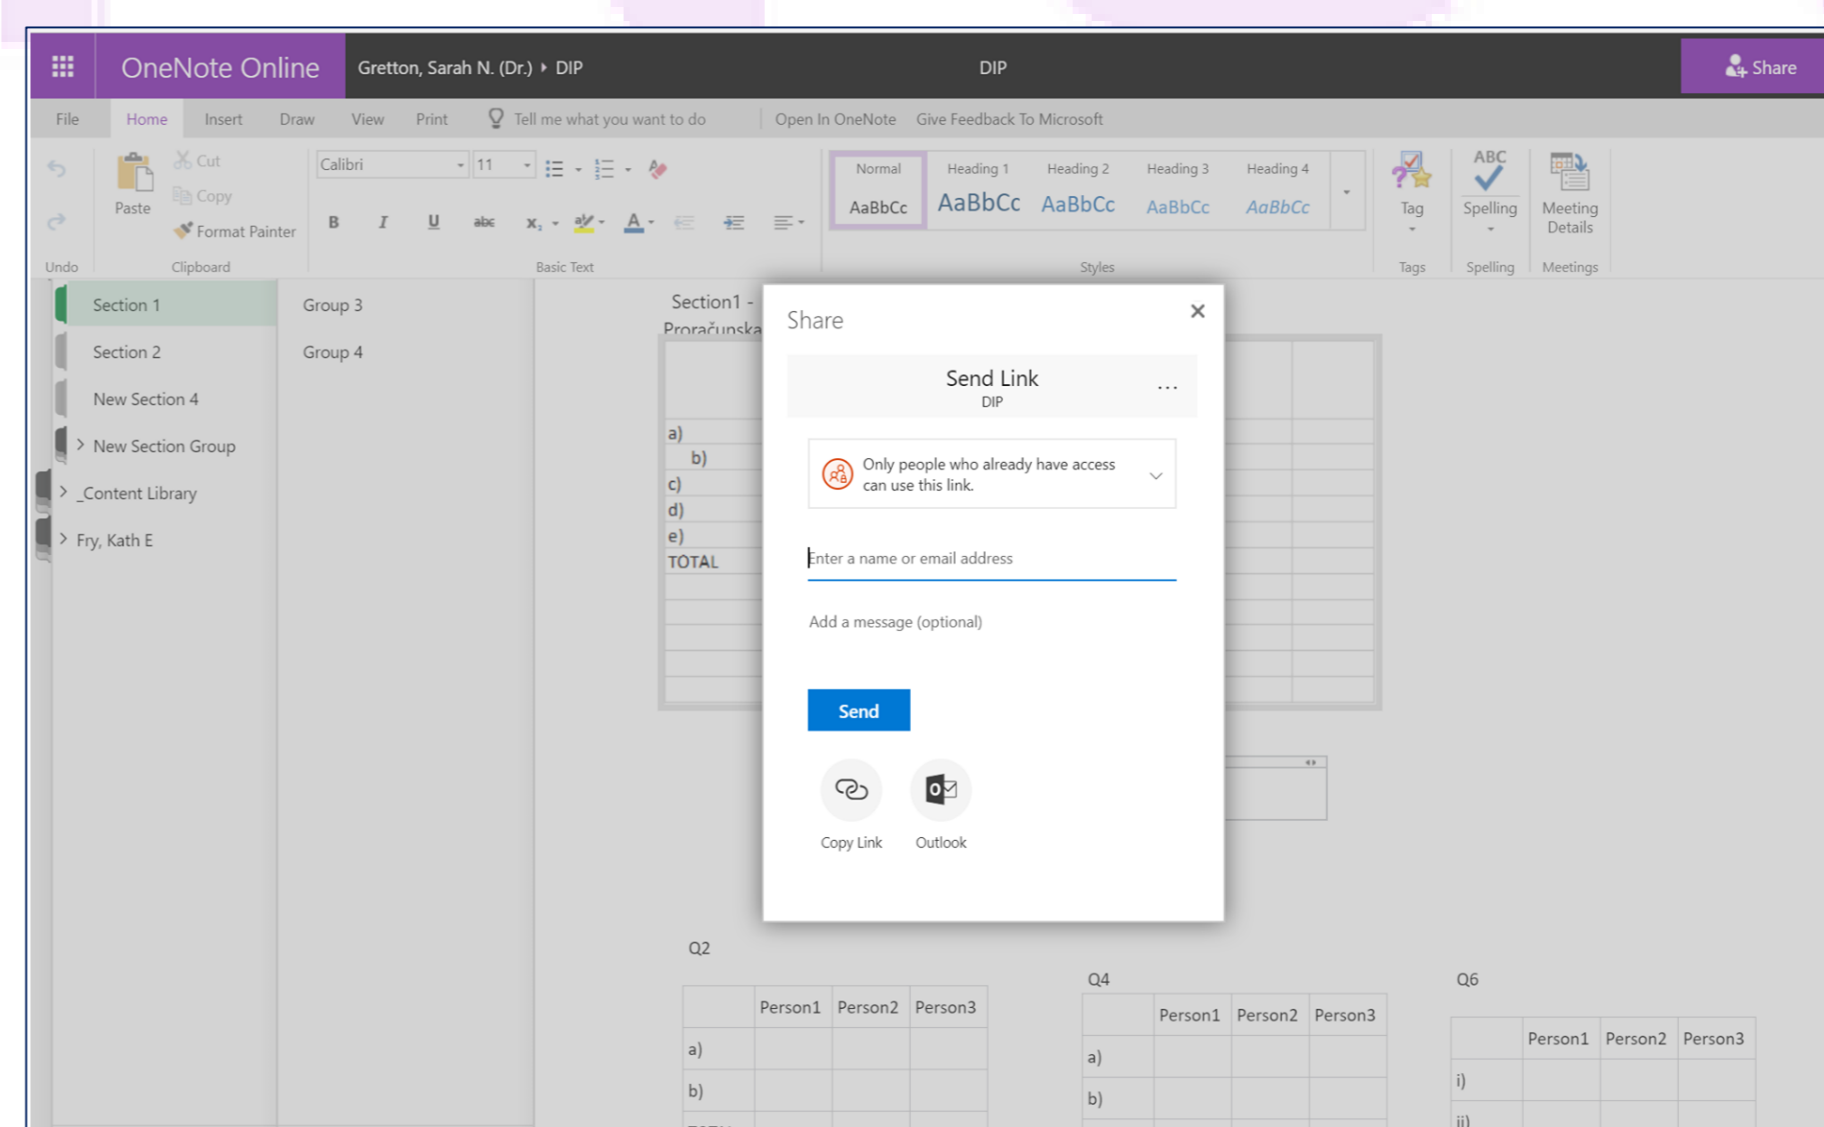 OneNote Online
Gretton, Sarah N. (Dr.) ▸ DIP
DIP
Share
File Home Insert Draw View Print Tell me what you want to do Open In OneNote Give Feedback To Microsoft
Cut
Copy
Format Painter
Paste
Calibri 11
B I U abc x₂ A
Normal Heading 1 Heading 2 Heading 3 Heading 4
AaBbCc AaBbCc AaBbCc AaBbCc AaBbCc
Tag
ABC
Spelling
Meeting
Details
Undo Clipboard Basic Text Styles Tags Spelling Meetings
Section 1
Section 2
New Section 4
New Section Group
_Content Library
Fry, Kath E
Group 3
Group 4
Section1 -
Proračunska
a)
b)
c)
d)
e)
TOTAL
Share
Send Link
...
DIP
Only people who already have access
can use this link.
Enter a name or email address
Add a message (optional)
Send
Copy Link
Outlook
Q2
Person1 Person2 Person3
a)
b)
Q4
Person1 Person2 Person3
a)
b)
Q6
Person1 Person2 Person3
i)
ii)